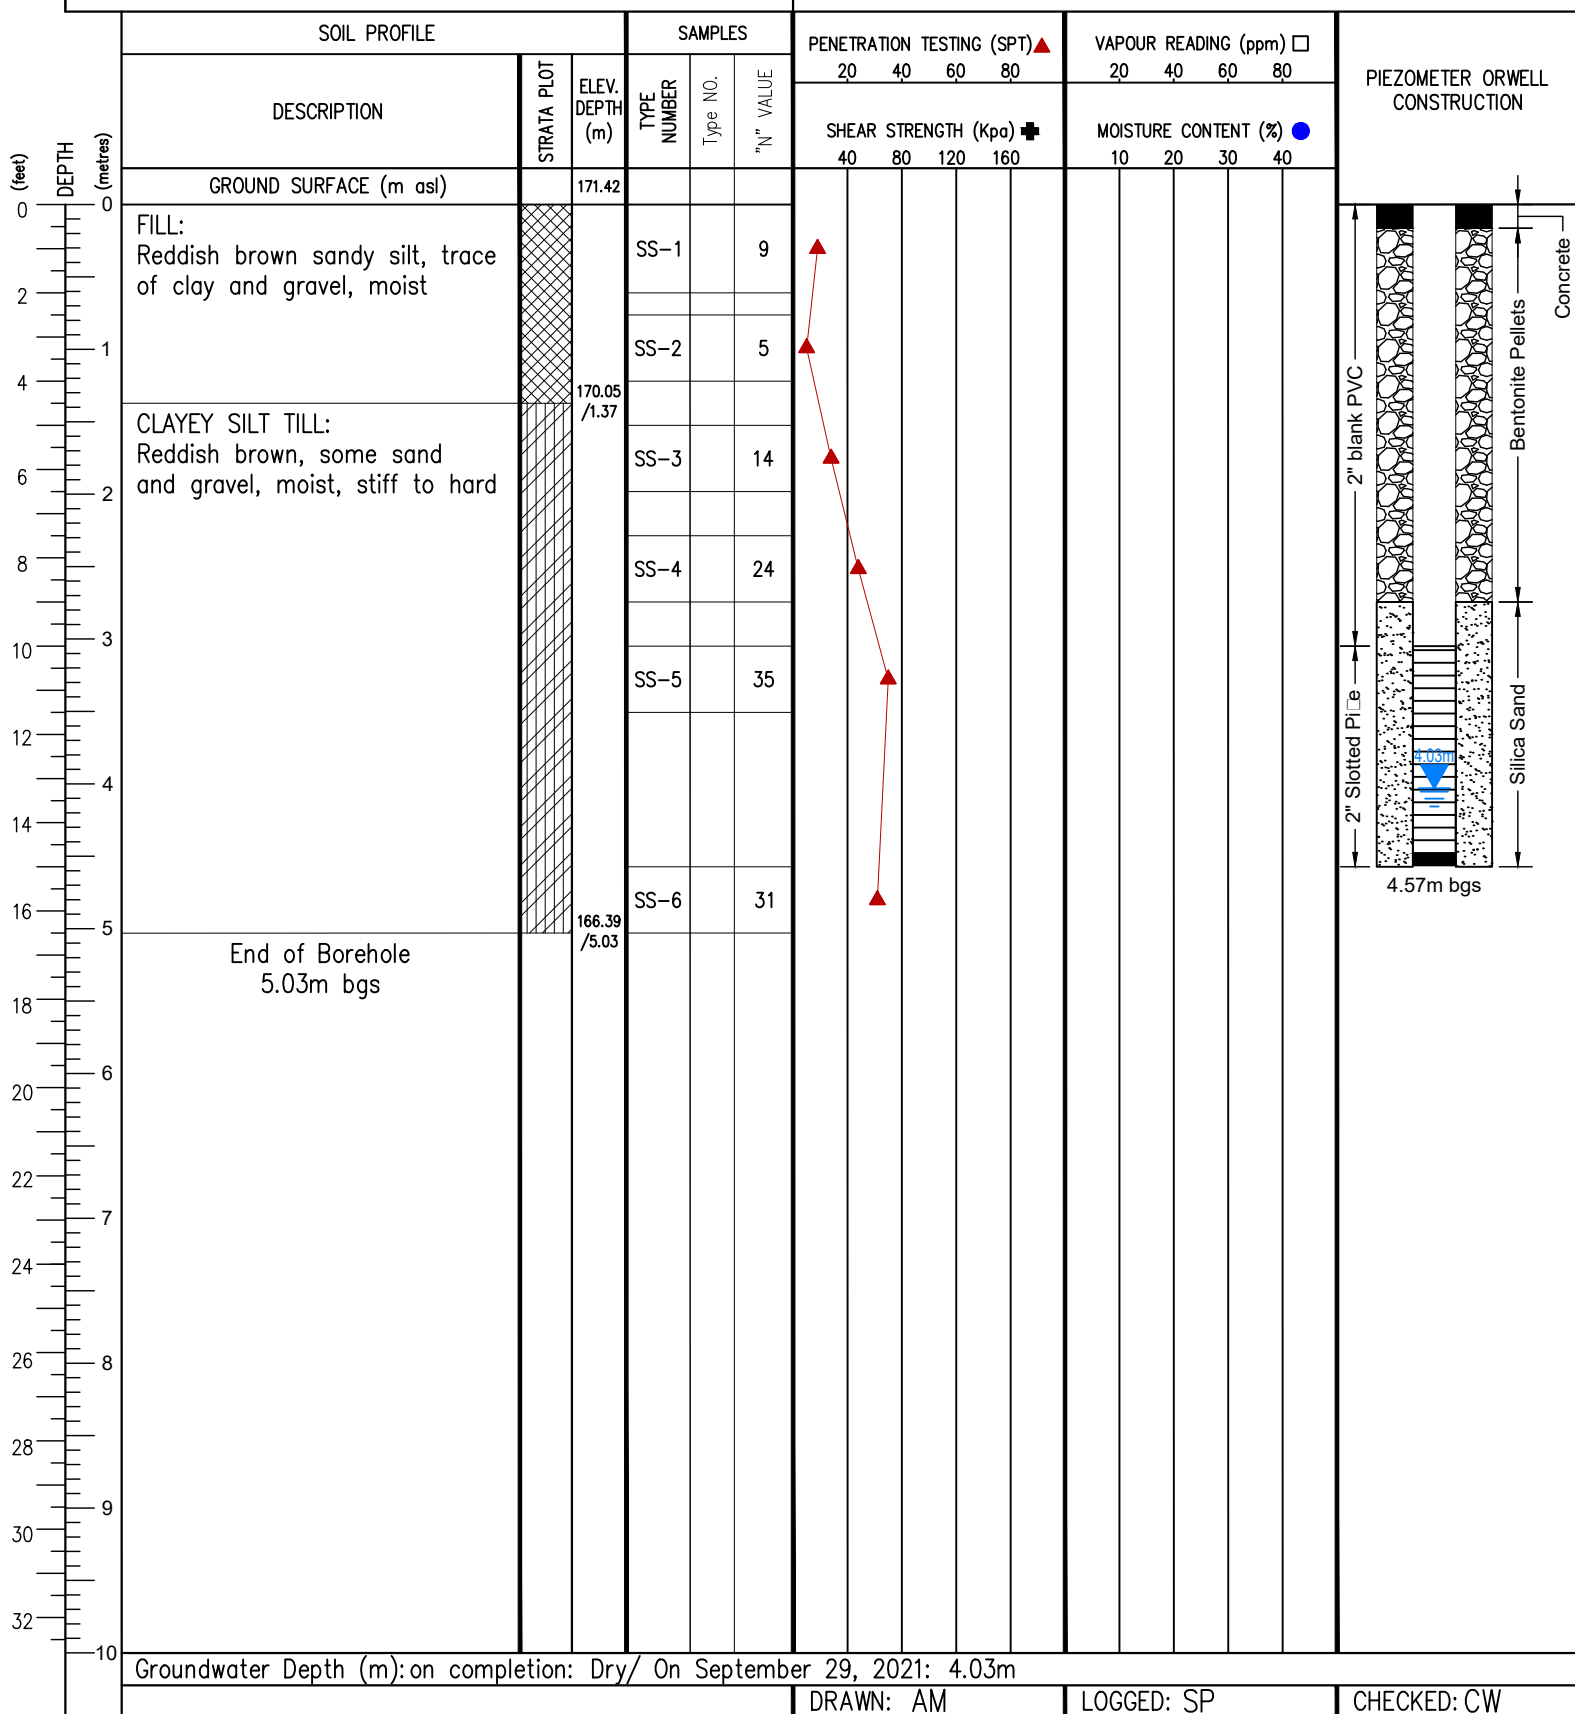 SOIL PROFILE
SAMPLES
PENETRATION TESTING (SPT)
20 40 60 80
SHEAR STRENGTH (Kpa)
40 80 120 160
VAPOUR READING (ppm)
20 40 60 80
MOISTURE CONTENT (%)
10 20 30 40
PIEZOMETER ORWELL
CONSTRUCTION
DESCRIPTION
STRATA PLOT
ELEV.
DEPTH
(m)
TYPE
NUMBER
Type NO.
"N" VALUE
(feet)
DEPTH
(metres)
GROUND SURFACE (m asl)
171.42
0
2
4
6
8
10
12
14
16
18
20
22
24
26
28
30
32
0
1
2
3
4
5
6
7
8
9
10
FILL:
Reddish brown sandy silt, trace
of clay and gravel, moist
170.05
/1.37
CLAYEY SILT TILL:
Reddish brown, some sand
and gravel, moist, stiff to hard
166.39
/5.03
End of Borehole
5.03m bgs
SS-1 9
SS-2 5
SS-3 14
SS-4 24
SS-5 35
SS-6 31
2" blank PVC
2" Slotted Pi□e
Concrete
Bentonite Pellets
Silica Sand
4.03m
4.57m bgs
Groundwater Depth (m): on completion: Dry/ On September 29, 2021: 4.03m
DRAWN: AM
LOGGED: SP
CHECKED: CW